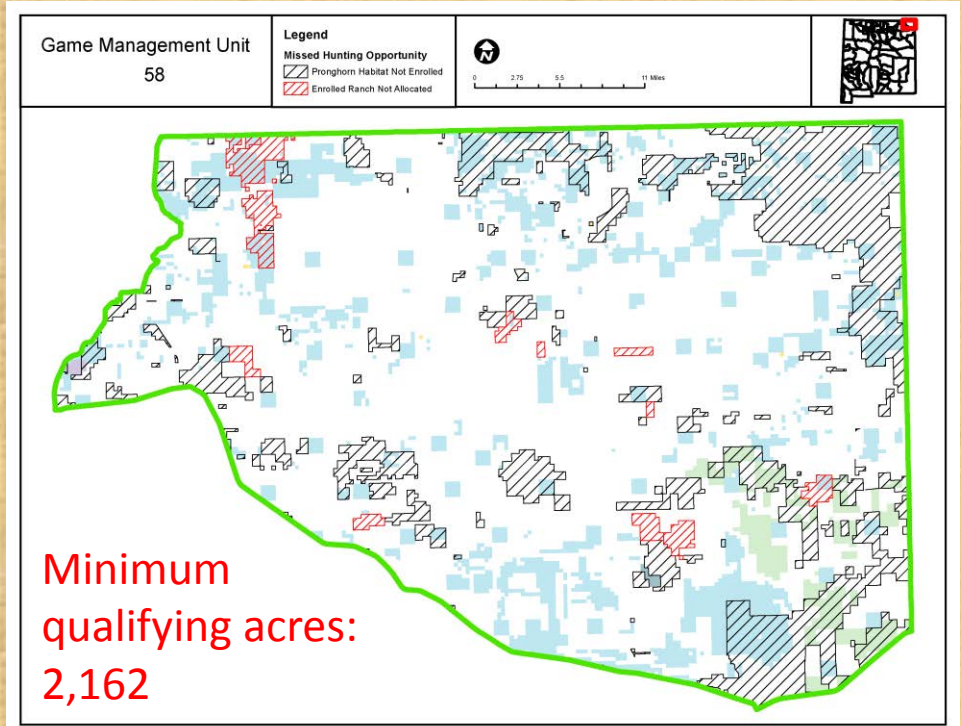 Game Management Unit
58
Legend
Missed Hunting Opportunity
Pronghorn Habitat Not Enrolled
Enrolled Ranch Not Allocated
N
0 2.75 5.5 11 Miles
Minimum
qualifying acres:
2,162